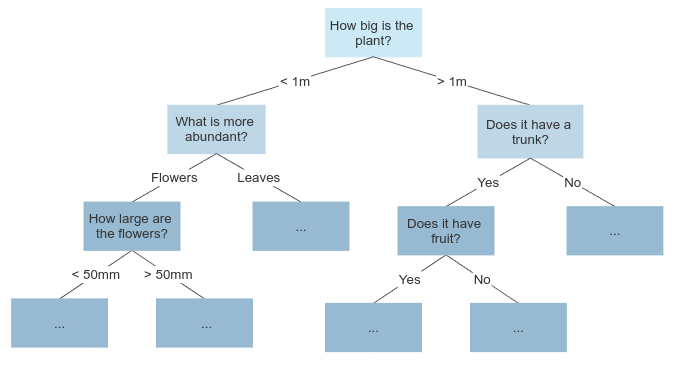 How big is the
plant?
< 1m
> 1m
What is more
abundant?
Does it have a
trunk?
Flowers
Leaves
Yes
No
How large are
the flowers?
...
Does it have
fruit?
...
< 50mm
> 50mm
Yes
No
...
...
...
...